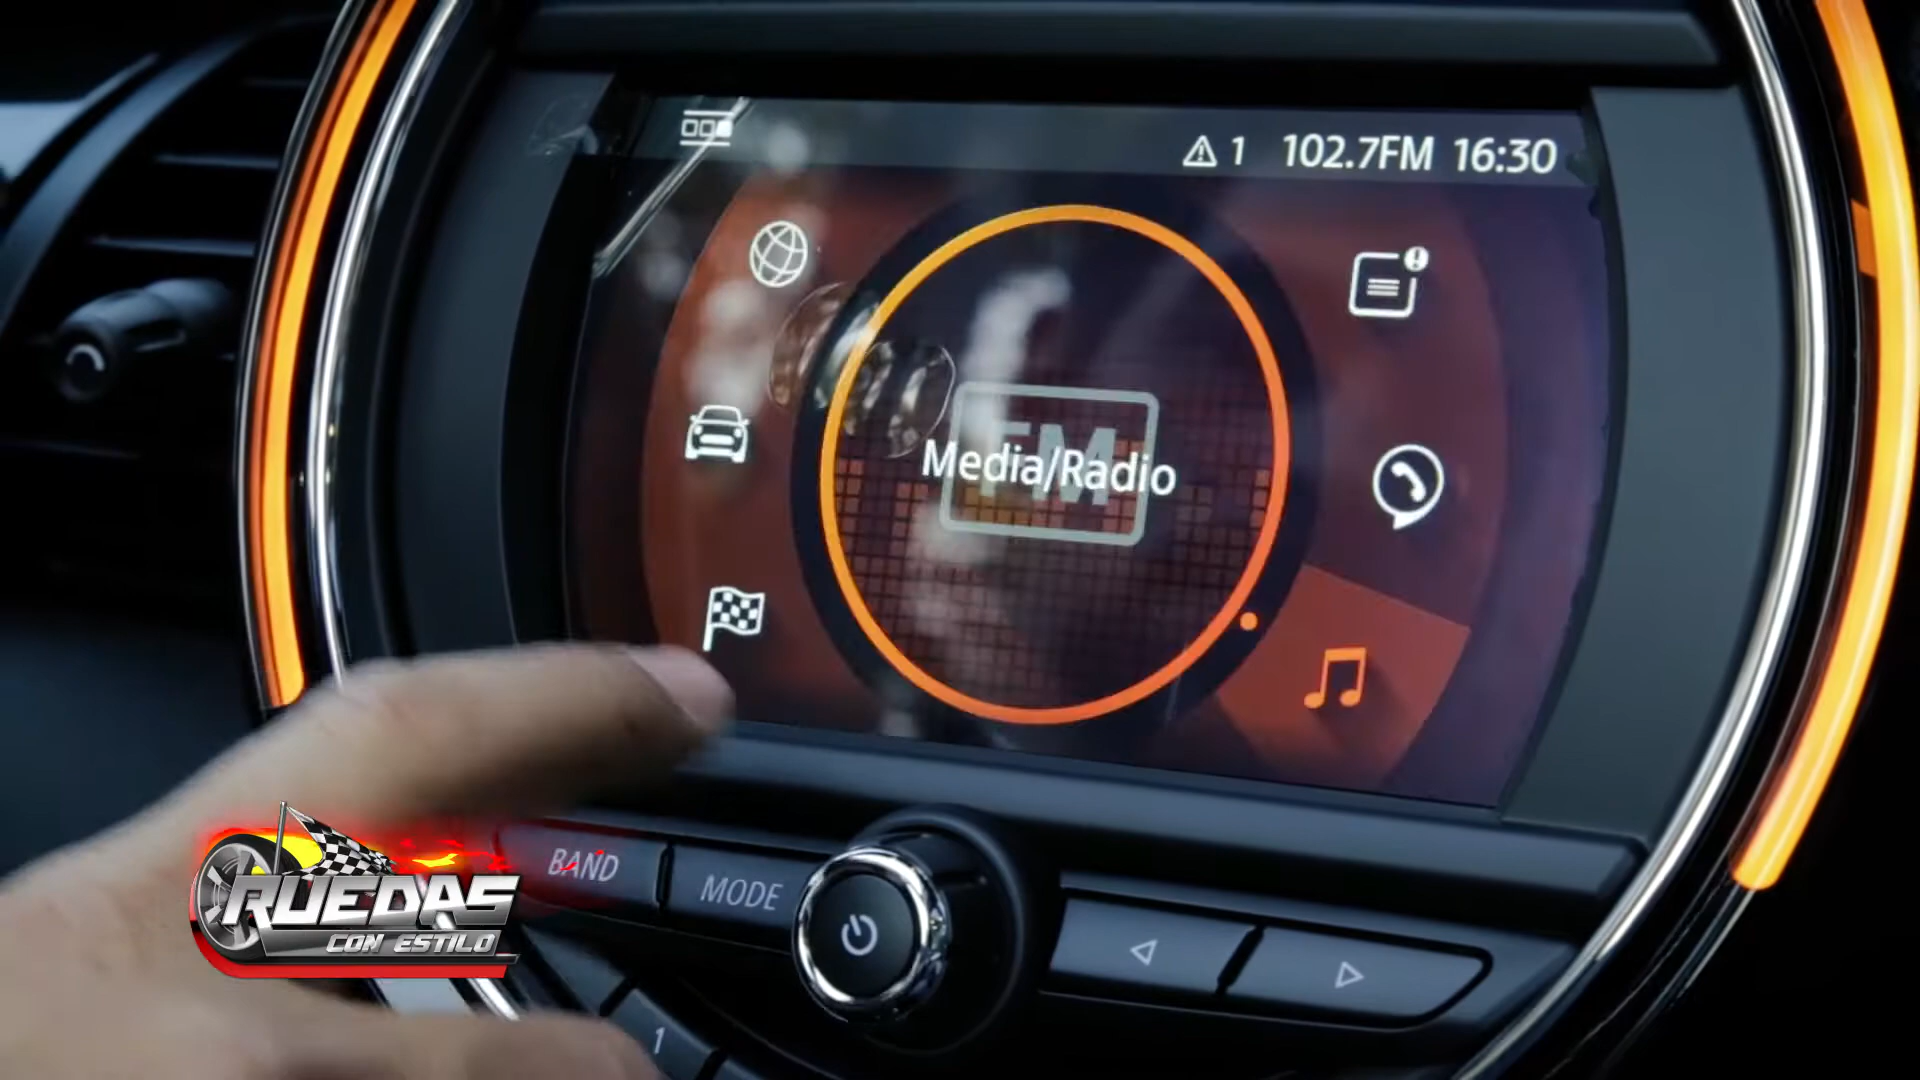 1 102.7FM 16:30
FM
Media/Radio
BAND
MODE
1
RUEDAS
CON ESTILO